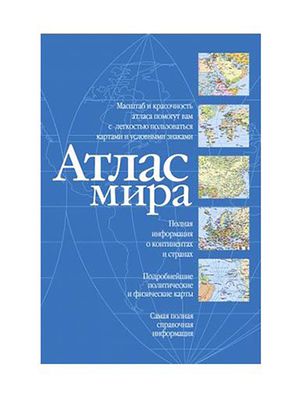 Масштаб и красочность
атласа помогут вам
с легкостью пользоваться
картами и условными знаками
Атлас
мира
Полная
информация
о континентах
и странах
Подробнейшие
политические
и физические карты
Самая полная
справочная
информация